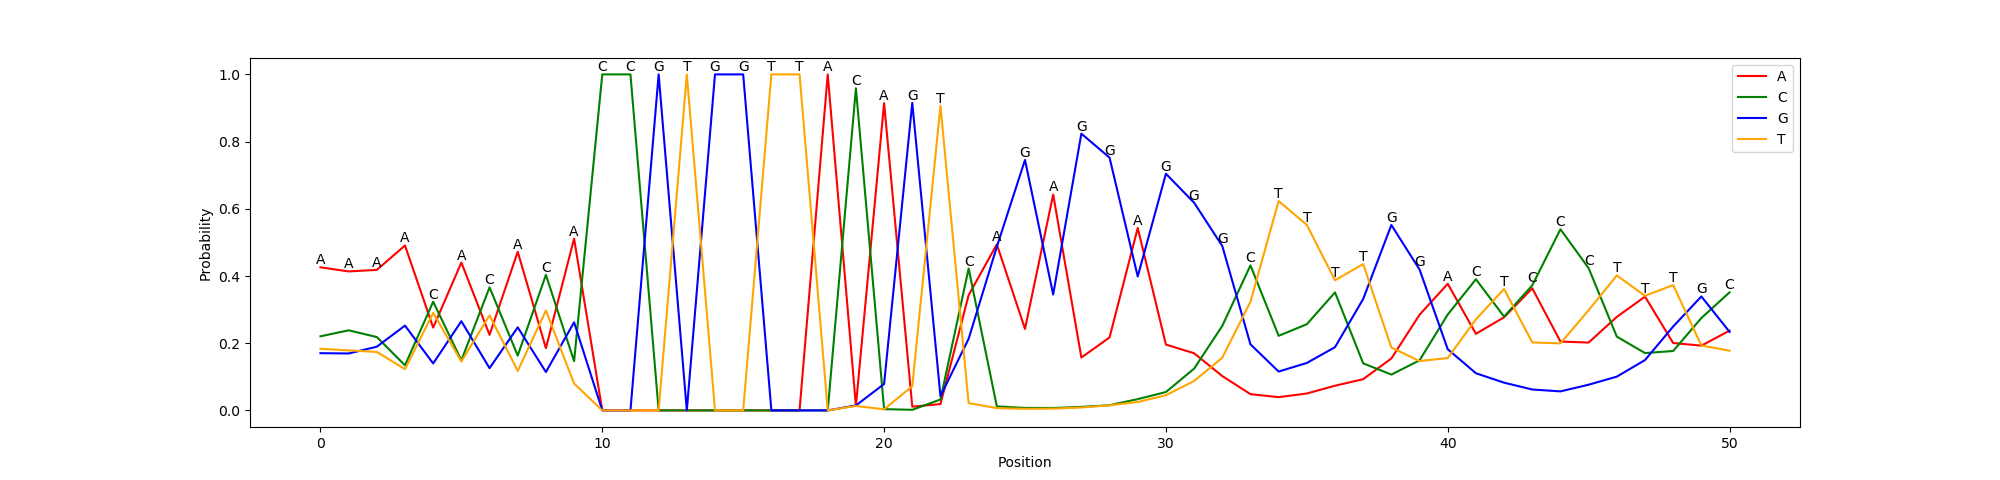 C C G T G G T T A
C
A G T
G
G G
A G
A G
T
A
T
A A G C
A A A A A C T C
C C G T T
C T T A C T C T T G C
A
C
G
T
1.0
0.8
0.6
0.4
0.2
0.0
Probability
0 10 20 30 40 50
Position